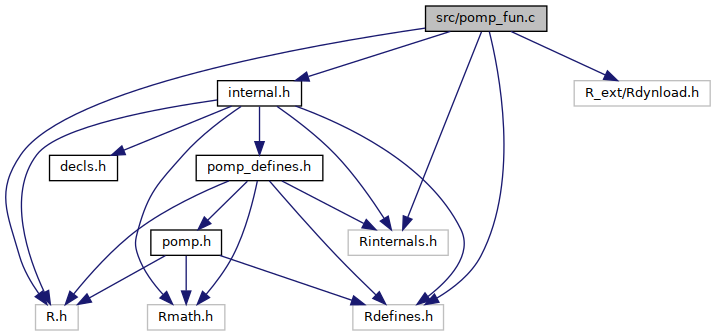 src/pomp_fun.c
internal.h
R_ext/Rdynload.h
decls.h
pomp_defines.h
pomp.h
Rinternals.h
R.h
Rmath.h
Rdefines.h